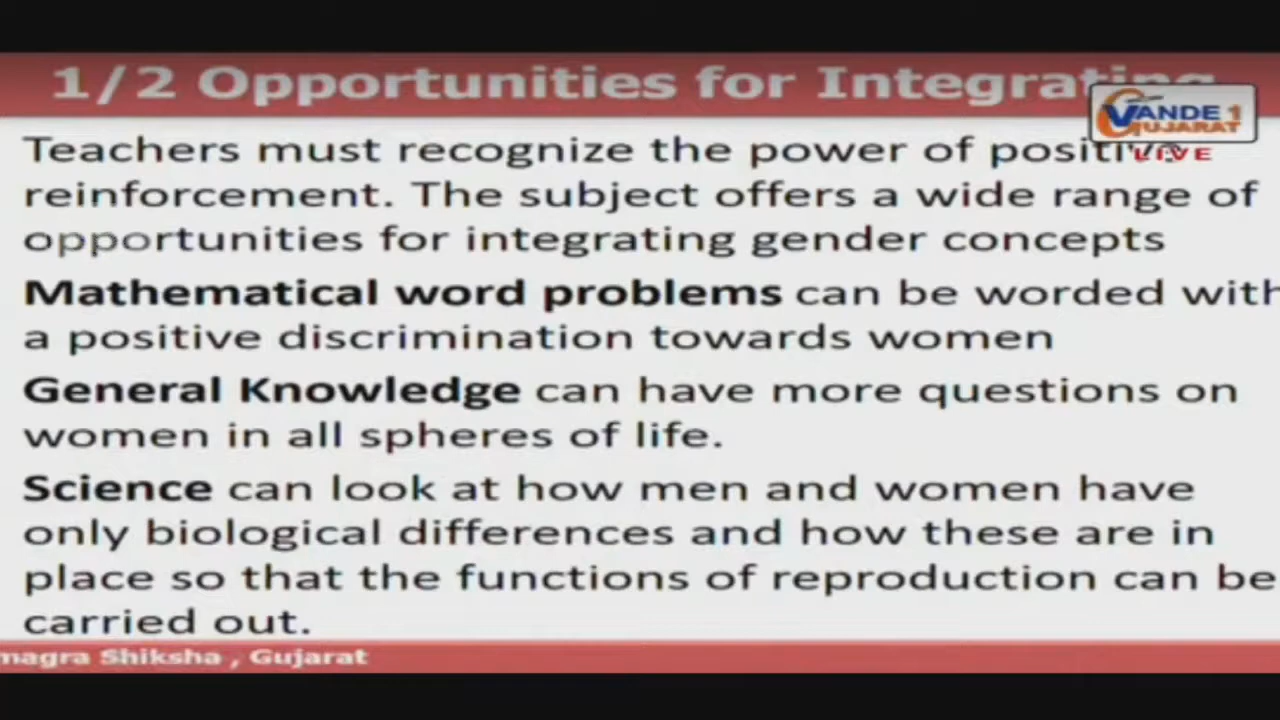 1/2 Opportunities for Integrating
VANDE 1
GUJARAT
LIVE
Teachers must recognize the power of positive
reinforcement. The subject offers a wide range of
opportunities for integrating gender concepts
Mathematical word problems can be worded with
a positive discrimination towards women
General Knowledge can have more questions on
women in all spheres of life.
Science can look at how men and women have
only biological differences and how these are in
place so that the functions of reproduction can be
carried out.
magra Shiksha , Gujarat